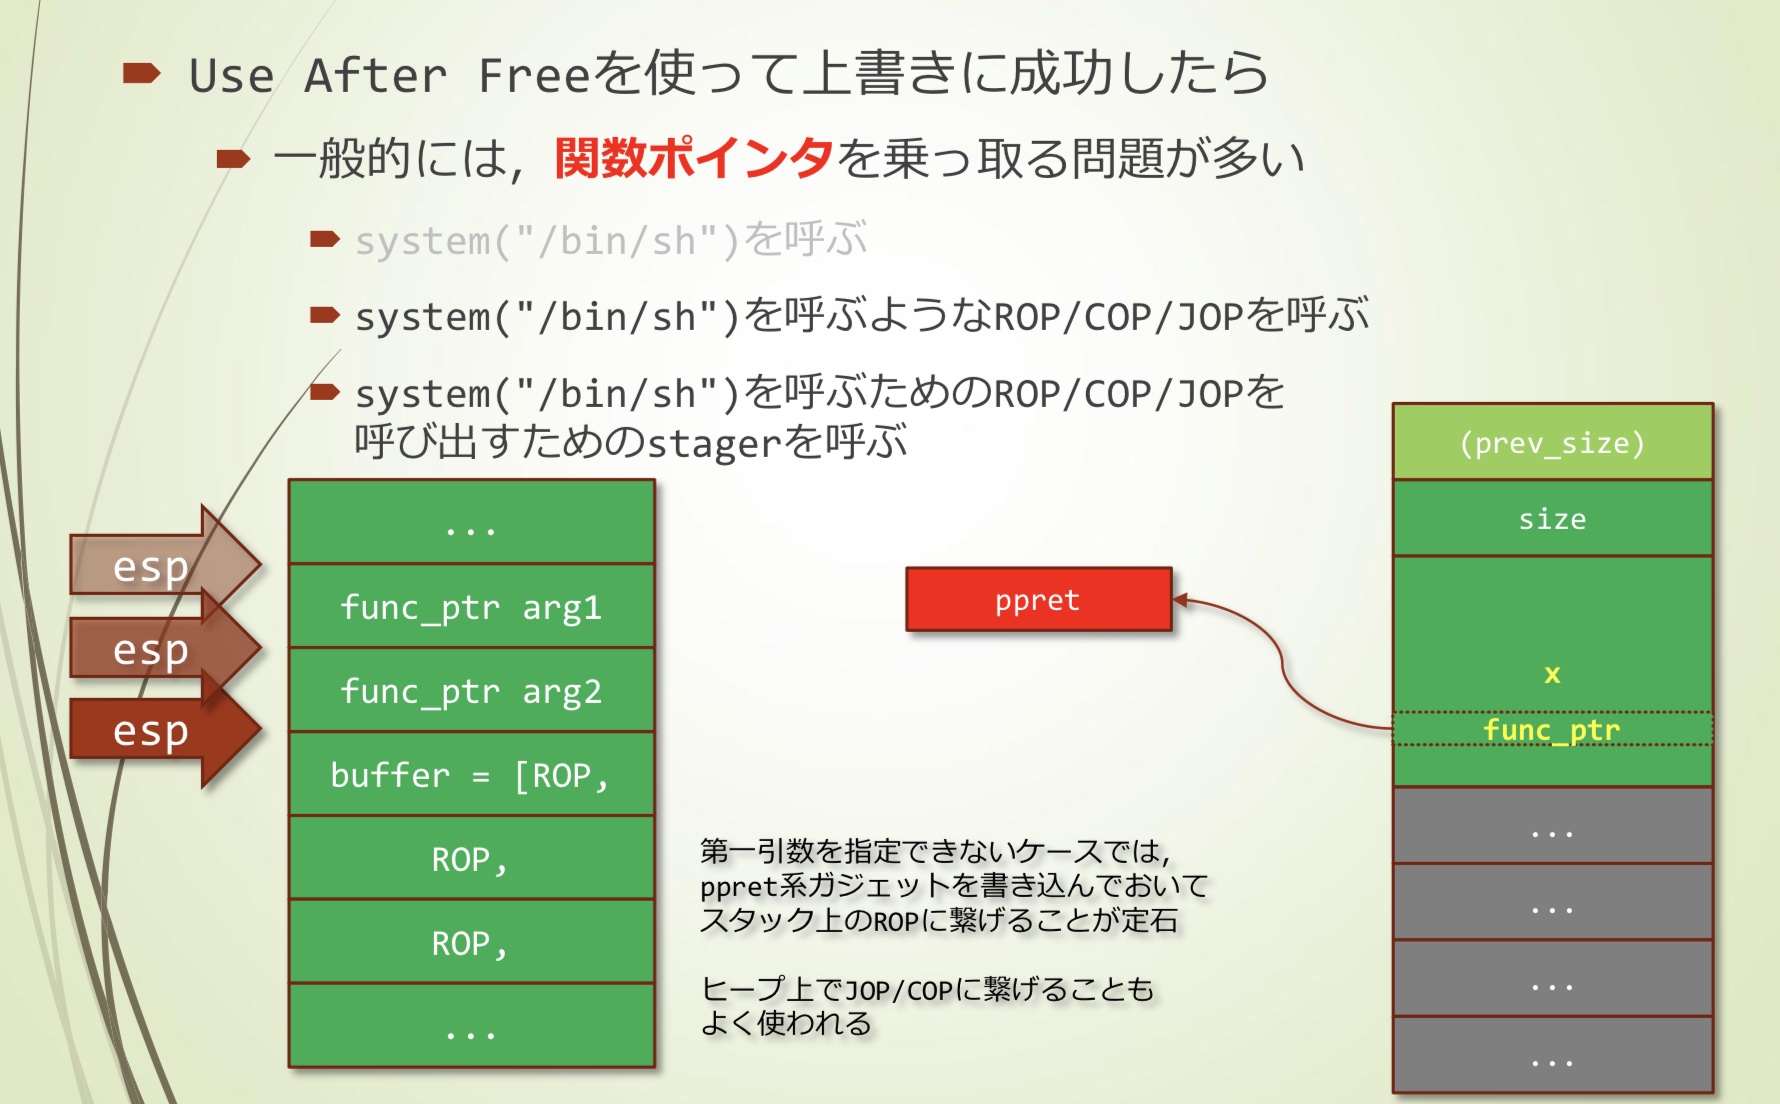 Use After Freeを使って上書きに成功したら
一般的には，関数ポインタを乗っ取る問題が多い
system("/bin/sh")を呼ぶ
system("/bin/sh")を呼ぶようなROP/COP/JOPを呼ぶ
system("/bin/sh")を呼ぶためのROP/COP/JOPを
呼び出すためのstagerを呼ぶ
esp
esp
esp
...
func_ptr arg1
func_ptr arg2
buffer = [ROP,
ROP,
ROP,
...
ppret
第一引数を指定できないケースでは，
ppret系ガジェットを書き込んでおいて
スタック上のROPに繋げることが定石
ヒープ上でJOP/COPに繋げることも
よく使われる
(prev_size)
size
x
func_ptr
...
...
...
...